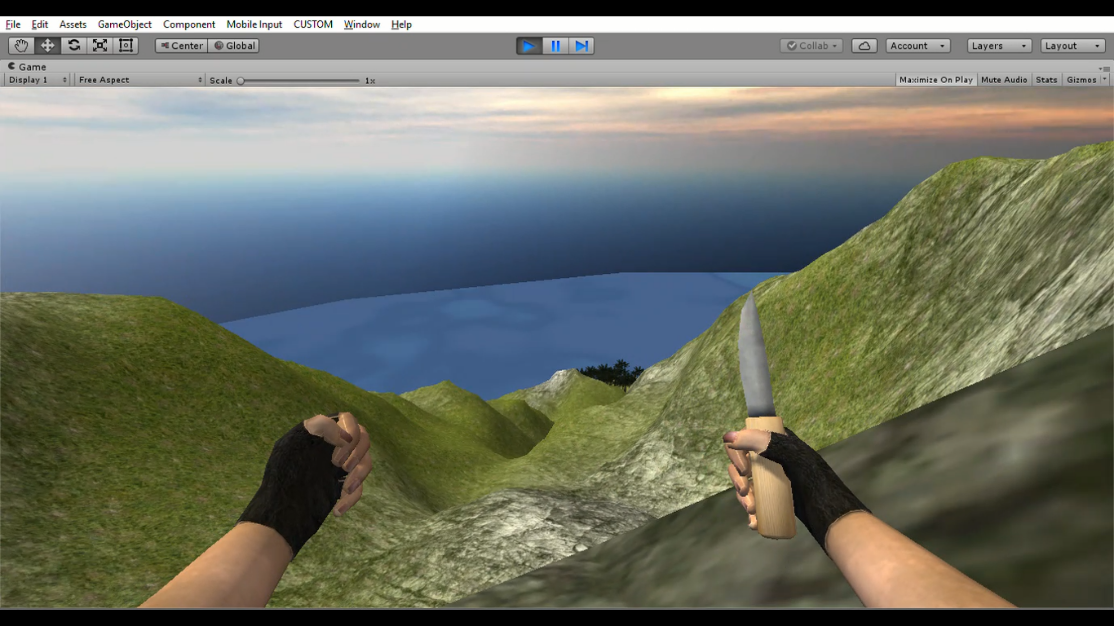 File Edit Assets GameObject Component Mobile Input CUSTOM Window Help
Center Global Collab Account Layers Layout
Game
Display 1 Free Aspect Scale 1x Maximize On Play Mute Audio Stats Gizmos